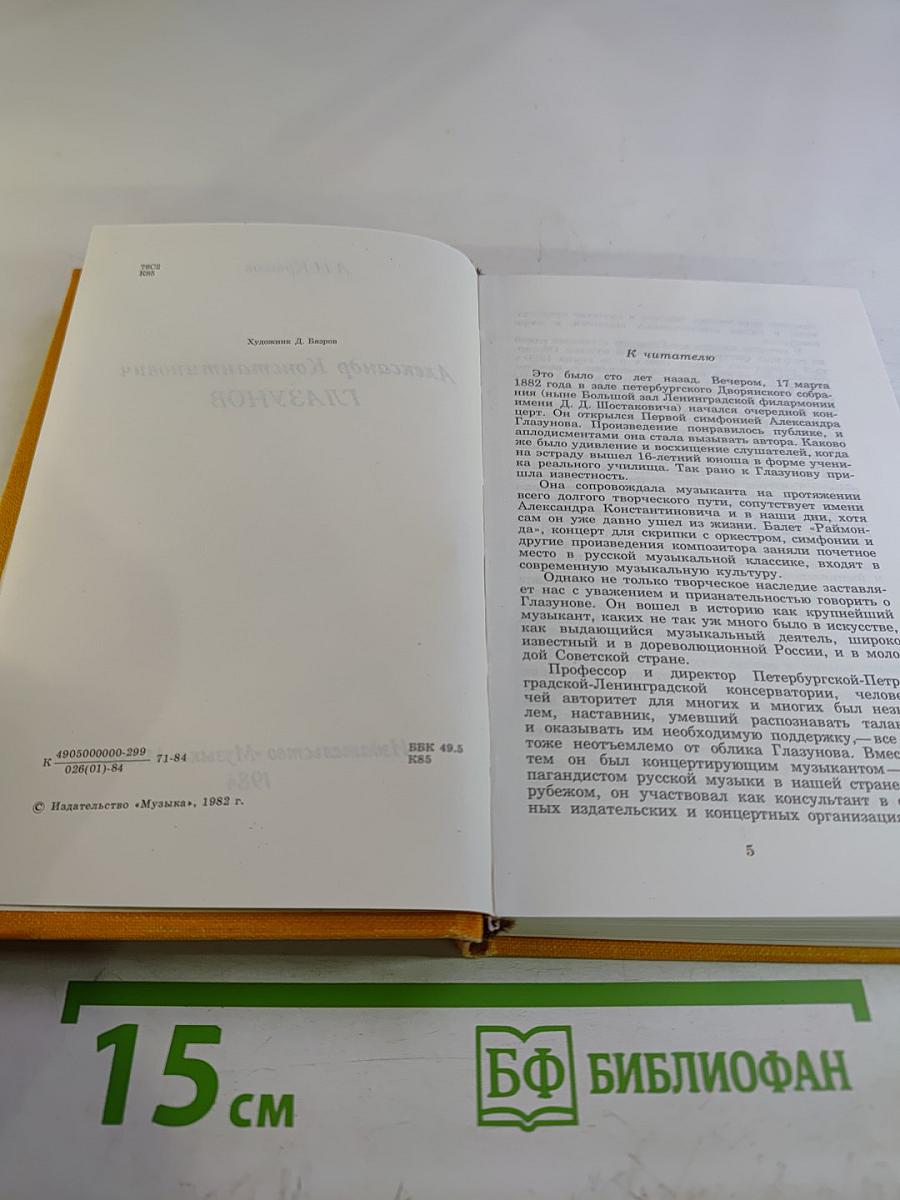 78С2
К85
Художник Д. Бязров
К 4905000000-299 71-84
026(01)-84
ББК 49.5
К85
© Издательство «Музыка», 1982 г.
А.Н.Крюков
Александр Константинович
ГЛАЗУНОВ
1984
К читателю
Это было сто лет назад. Вечером, 17 марта
1882 года в зале петербургского Дворянского собра-
ния (ныне Большой зал Ленинградской филармонии
имени Д. Д. Шостаковича) начался очередной кон-
церт. Он открылся Первой симфонией Александра
Глазунова. Произведение понравилось публике, и
аплодисментами она стала вызывать автора. Каково
же было удивление и восхищение слушателей, когда
на эстраду вышел 16-летний юноша в форме учени-
ка реального училища. Так рано к Глазунову при-
шла известность.
Она сопровождала музыканта на протяжении
всего долгого творческого пути, сопутствует имени
Александра Константиновича и в наши дни, хотя
сам он уже давно ушел из жизни. Балет «Раймон-
да», концерт для скрипки с оркестром, симфонии и
другие произведения композитора заняли почетное
место в русской музыкальной классике, входят в
современную музыкальную культуру.
Однако не только творческое наследие заставля-
ет нас с уважением и признательностью говорить о
Глазунове. Он вошел в историю как крупнейший
музыкант, каких не так уж много было в искусстве,
как выдающийся музыкальный деятель, широко
известный и в дореволюционной России, и в моло
дой Советской стране.
Профессор и директор Петербургской-Петр
градской-Ленинградской консерватории, челове
чей авторитет для многих и многих был незы
лем, наставник, умевший распознавать талан
и оказывать им необходимую поддержку,— все
тоже неотъемлемо от облика Глазунова. Вмес
тем он был концертирующим музыкантом—
пагандистом русской музыки в нашей стране
рубежом, он участвовал как консультант в
ных издательских и концертных организация
5
15 см
БФ БИБЛИОФАН